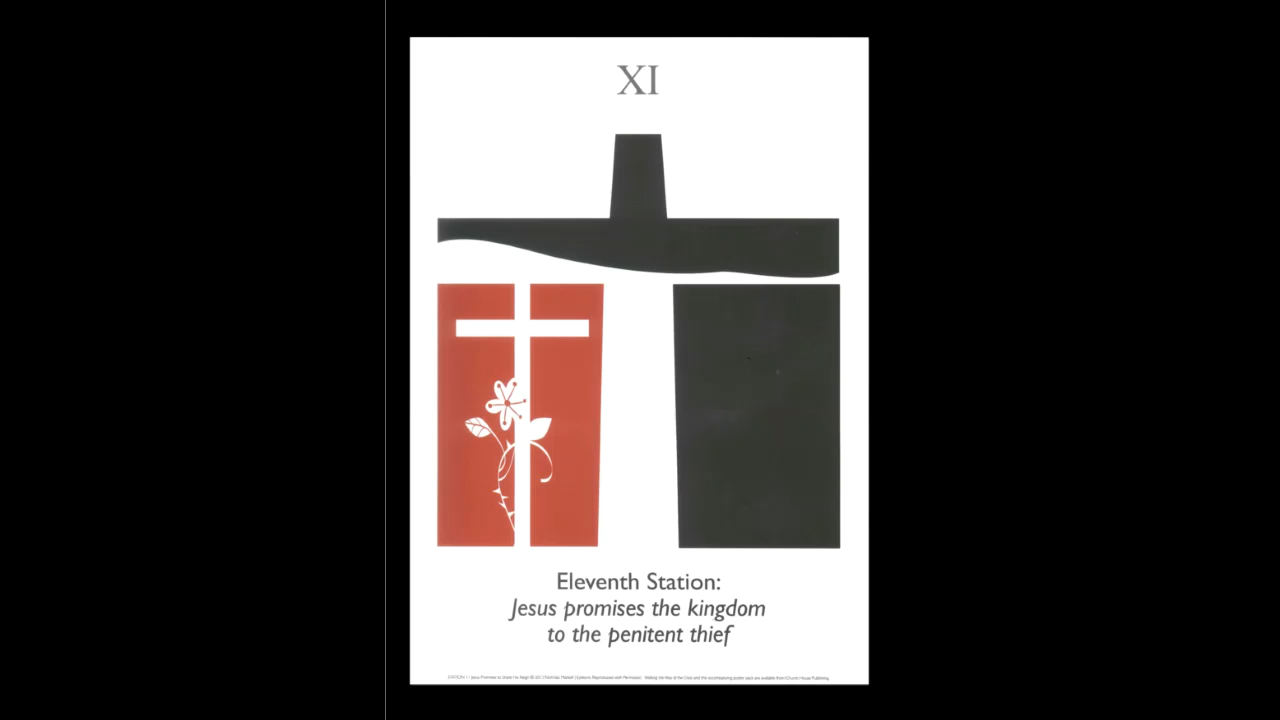 XI
Eleventh Station:
Jesus promises the kingdom
to the penitent thief